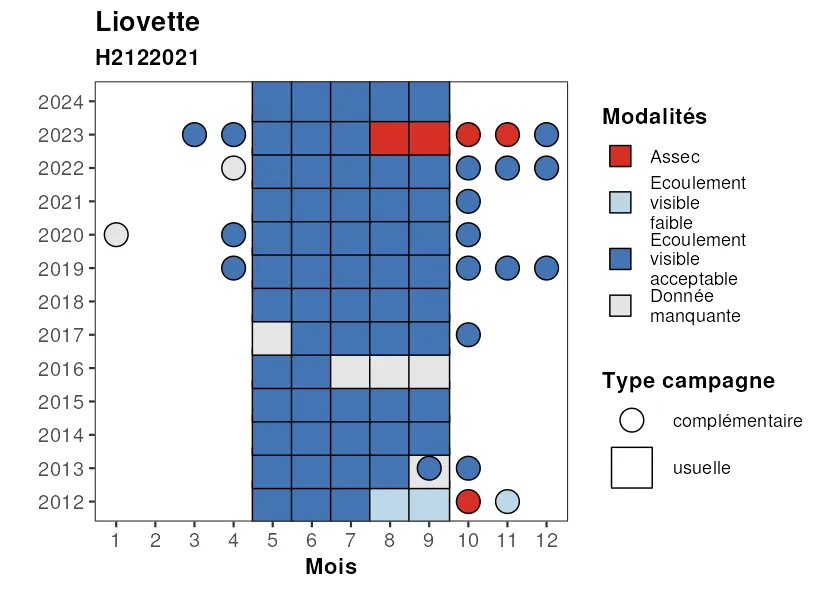 Liovette
H2122021
2024
2023
2022
2021
2020
2019
2018
2017
2016
2015
2014
2013
2012
1 2 3 4 5 6 7 8 9 10 11 12
Mois
Modalités
Assec
Ecoulement
visible
faible
Ecoulement
visible
acceptable
Donnée
manquante
Type campagne
complémentaire
usuelle